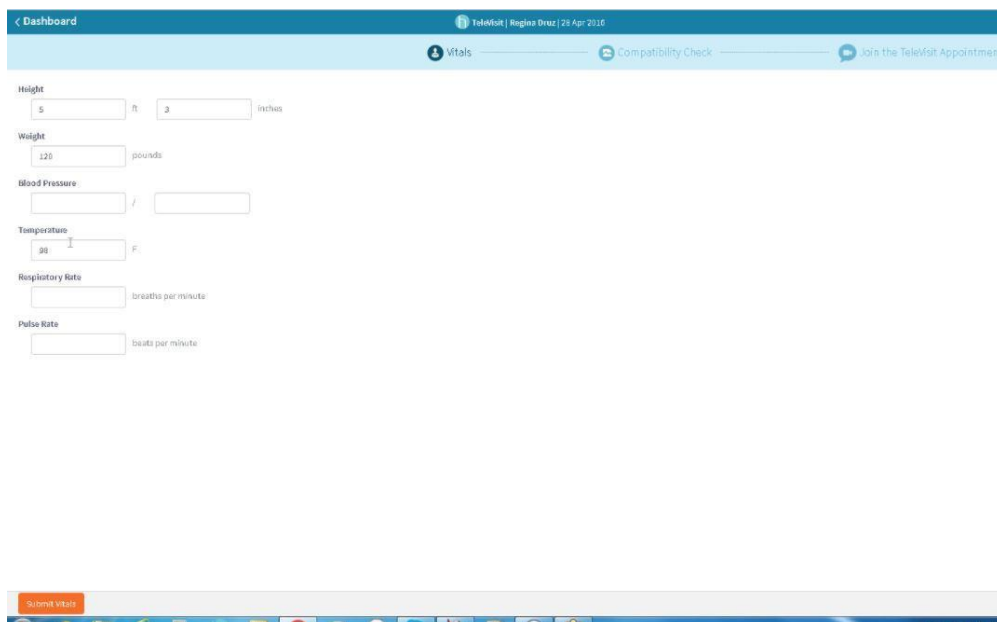 < Dashboard
TeleVisit | Regina Druz | 26 Apr 2016
Vitals
Compatibility Check
Join the TeleVisit Appointmen
Height
5 ft 3 inches
Weight
120 pounds
Blood Pressure
/
Temperature
98 F
Respiratory Rate
breaths per minute
Pulse Rate
beats per minute
Submit Vitals